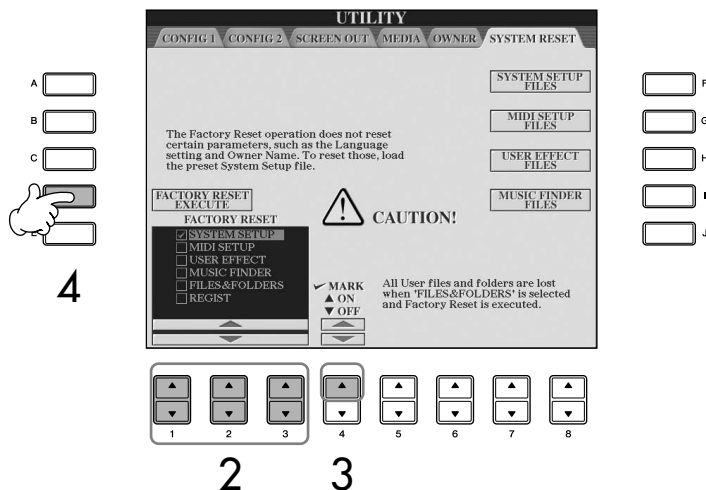 UTILITY
CONFIG 1 CONFIG 2 SCREEN OUT MEDIA OWNER SYSTEM RESET
SYSTEM SETUP
FILES
MIDI SETUP
FILES
USER EFFECT
FILES
MUSIC FINDER
FILES
The Factory Reset operation does not reset
certain parameters, such as the Language
setting and Owner Name. To reset those, load
the preset System Setup file.
FACTORY RESET
EXECUTE
CAUTION!
FACTORY RESET
SYSTEM SETUP
MIDI SETUP
USER EFFECT
MUSIC FINDER
FILES&FOLDERS
REGIST
MARK
▲ ON
▼ OFF
All User files and folders are lost
when 'FILES&FOLDERS' is selected
and Factory Reset is executed.
A
B
C
F
G
H
I
J
4
1 2 3 4 5 6 7 8
2 3